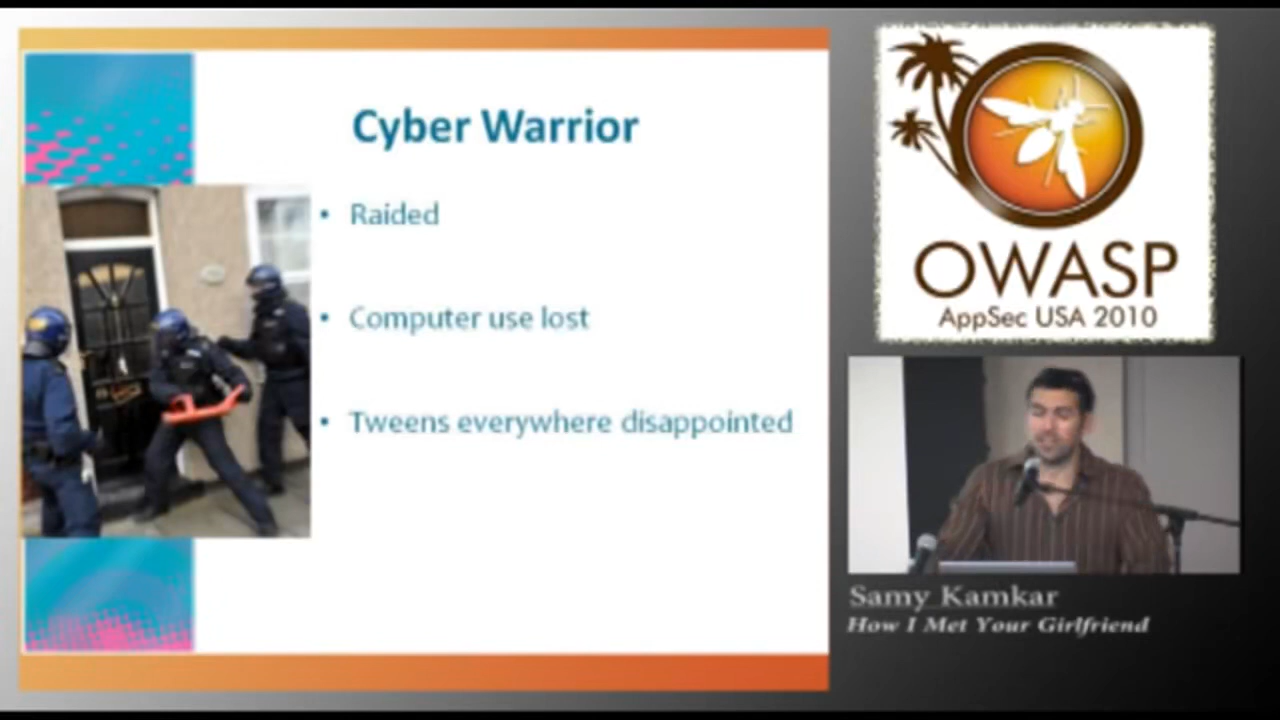 Cyber Warrior
• Raided
• Computer use lost
• Tweens everywhere disappointed
OWASP
AppSec USA 2010
Samy Kamkar
How I Met Your Girlfriend